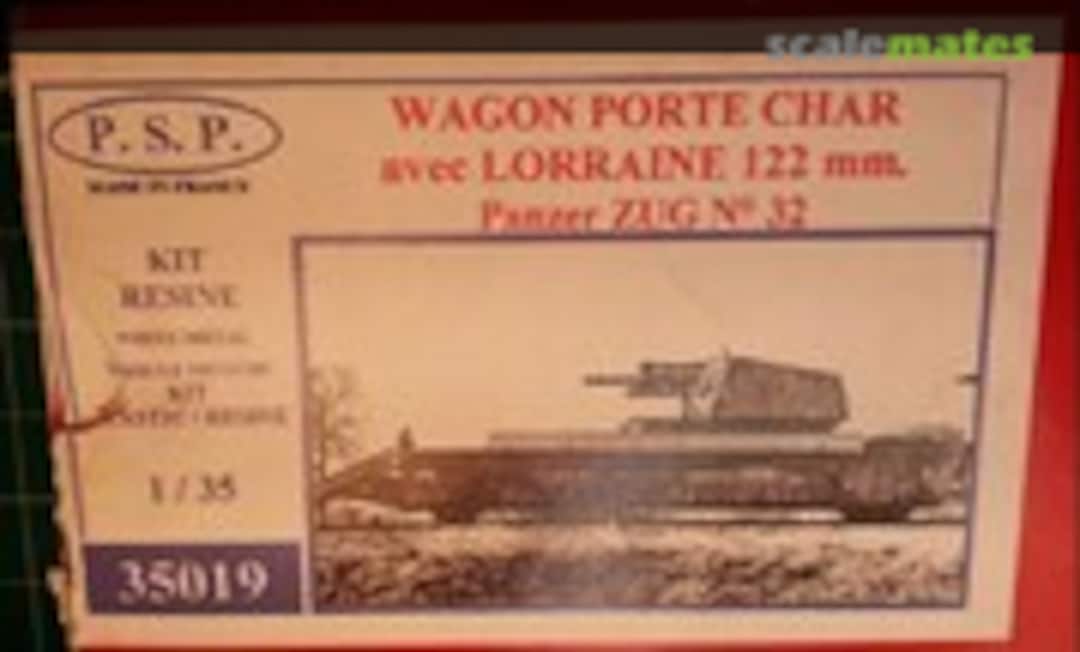 scalemates
P. S. P.
MADE IN FRANCE
WAGON PORTE CHAR
avec LORRAINE 122 mm.
Panzer ZUG N° 32
KIT
RESINE
KIT
1 / 35
35019